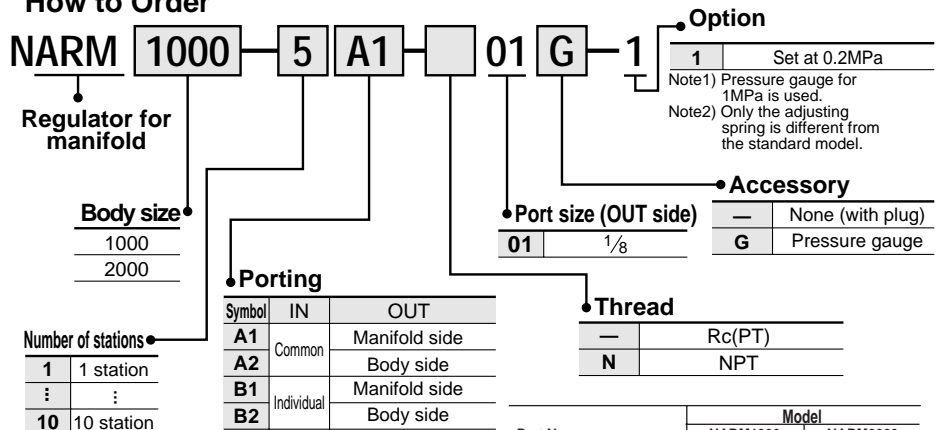 How to Order
NARM 1000 5 A1 01 G 1
Option
1 Set at 0.2MPa
Note1) Pressure gauge for
1MPa is used.
Note2) Only the adjusting
spring is different from
the standard model.
Regulator for
manifold
Body size
1000
2000
Accessory
— None (with plug)
G Pressure gauge
Port size (OUT side)
01 1⁄8
Porting
Symbol IN OUT
A1 Common Manifold side
A2 Body side
B1 Individual Manifold side
B2 Body side
Thread
— Rc(PT)
N NPT
Number of stations
1 1 station
⋮ ⋮
10 10 station
Model